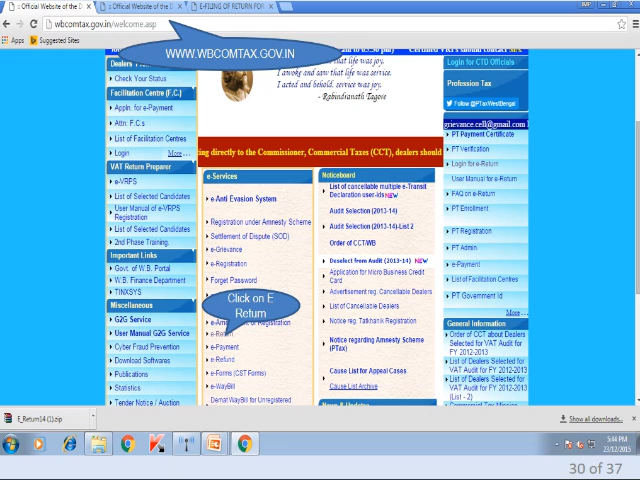 :: Official Website of the D
:: Official Website of the D
E-FILING OF RETURN FOR
wbcomtax.gov.in/welcome.asp
Apps
Suggested Sites
WWW.WBCOMTAX.GOV.IN
Dealers
Check Your Status
Facilitation Centre (F.C.)
Appln. for e-Payment
Attn: F.C.s
List of Facilitation Centres
Login
More...
VAT Return Preparer
e-VRPS
List of Selected Candidates
User Manual of e-VRPS
Registration
List of Selected Candidates
2nd Phase Training.
Important Links
Govt. of W.B. Portal
W.B. Finance Department
TINXSYS
Miscellaneous
G2G Service
User Manual G2G Service
Cyber Fraud Prevention
Download Softwares
Publications
Statistics
Tender Notice / Auction
that life was joy.
I awoke and saw that life was service.
I acted and behold. service was joy.
- Rabindranath Tagore
ing directly to the Commissioner, Commercial Taxes (CCT), dealers should
e-Services
e-Anti Evasion System
Registration under Amnesty Scheme
Settlement of Dispute (SOD)
e-Grievance
e-Registration
Forget Password
Click on E
Return
of Registration
e-Return
e-Payment
e-Refund
e-Forms (CST Forms)
e-WayBill
Demat WayBill for Unregistered
Noticeboard
List of cancellable multiple e-Transit
Declaration user-ids NEW
Audit Selection (2013-14)
Audit Selection (2013-14)-List 2
Order of CCT/WB
Deselect from Audit (2013-14) NEW
Application for Micro Business Credit
Card
Advertisement reg. Cancellable Dealers
List of Cancellable Dealers
Notice reg. Tatkhanik Registration
Notice regarding Amnesty Scheme
(PTax)
Cause List for Appeal Cases
Cause List Archive
News & Updates
Login for CTD Officials
Profession Tax
Follow @PTaxWestBengal
grievance.cell@gmail.com
PT Payment Certificate
PT Verification
Login for e-Return
User Manual for e-Return
FAQ on e-Return
PT Enrolment
PT Registration
PT Admin
e-Payment
List of Facilitation Centres
PT Government Id
More...
General Information
Order of CCT about Dealers
Selected for VAT Audit for
FY 2012-2013
List of Dealers Selected for
VAT Audit for FY 2012-2013
List of Dealers Selected for
VAT Audit for FY 2012-2013
(List - 2)
E_Return14 (1).zip
Show all downloads...
5:44 PM
23/12/2015
30 of 37